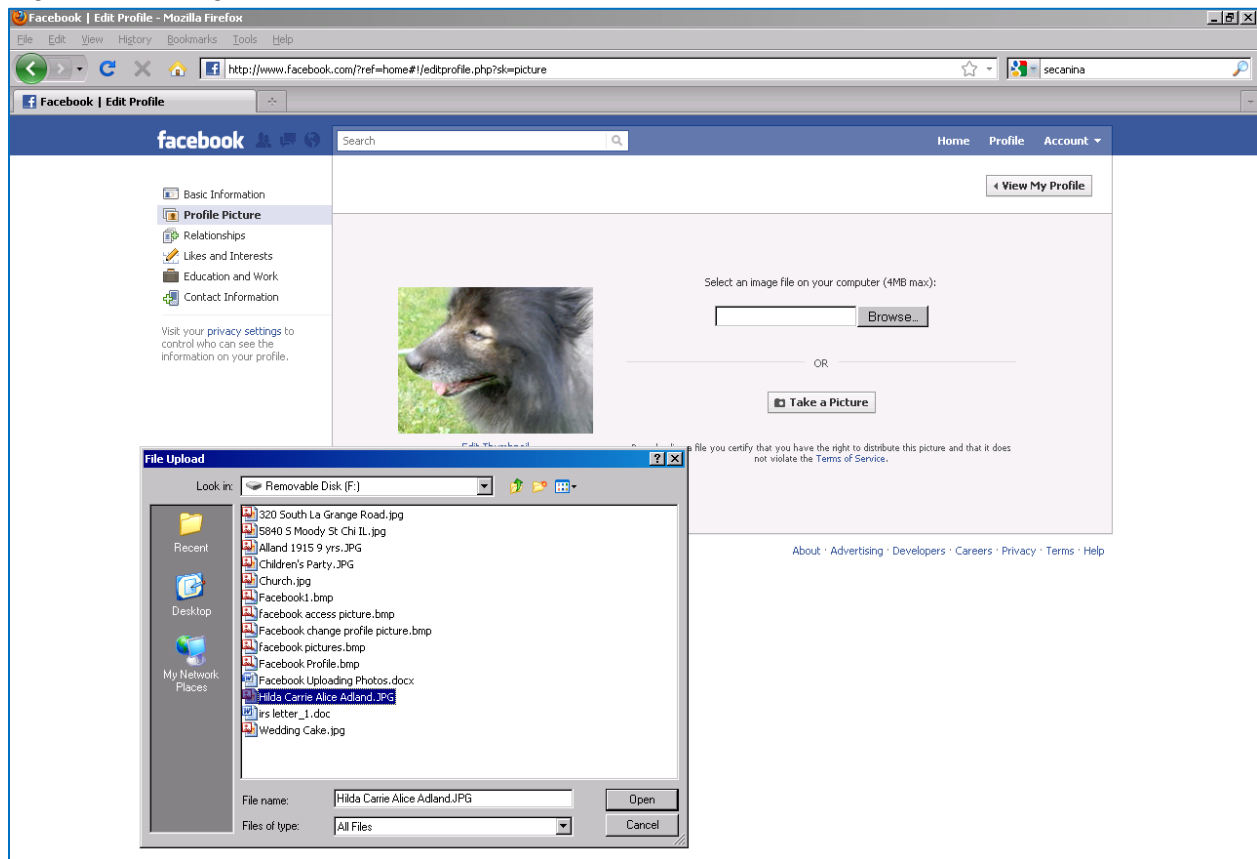 Facebook | Edit Profile - Mozilla Firefox
File Edit View History Bookmarks Tools Help
http://www.facebook.com/?ref=home#!/editprofile.php?sk=picture
secanina
Facebook | Edit Profile
facebook
Search
Home Profile Account
View My Profile
Basic Information
Profile Picture
Relationships
Likes and Interests
Education and Work
Contact Information
Visit your privacy settings to
control who can see the
information on your profile.
Select an image file on your computer (4MB max):
Browse...
OR
Take a Picture
Edit Thumbnail
file you certify that you have the right to distribute this picture and that it does
not violate the Terms of Service.
About · Advertising · Developers · Careers · Privacy · Terms · Help
File Upload
Look in:
Removable Disk (F:)
Recent
Desktop
My Network
Places
320 South La Grange Road.jpg
5840 S Moody St Chi IL.jpg
Alland 1915 9 yrs.JPG
Children's Party.JPG
Church.jpg
Facebook1.bmp
facebook access picture.bmp
Facebook change profile picture.bmp
facebook pictures.bmp
Facebook Profile.bmp
Facebook Uploading Photos.docx
Hilda Carrie Alice Adland.JPG
irs letter_1.doc
Wedding Cake.jpg
File name:
Hilda Carrie Alice Adland.JPG
Open
Files of type:
All Files
Cancel